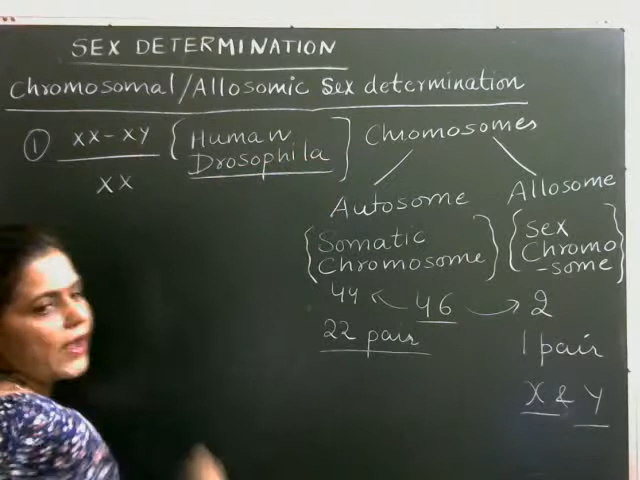 SEX DETERMINATION
Chromosomal/Allosomic Sex determination
① XX-XY [Human
Drosophila]
XX
Chromosomes
Autosome
Allosome
[Somatic
Chromosome]
[Sex
Chromo
-some]
44 ← 46 → 2
22 pair
1 pair
X & Y